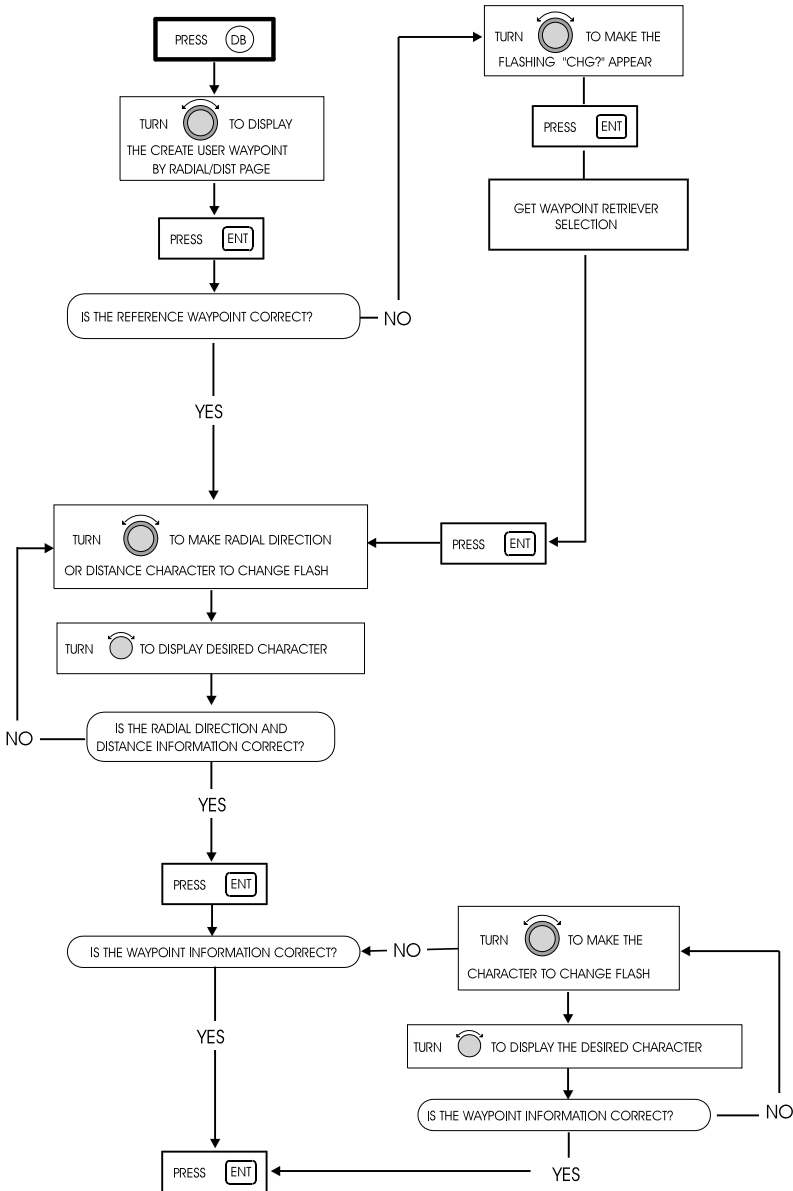 PRESS DB
TURN TO DISPLAY
THE CREATE USER WAYPOINT
BY RADIAL/DIST PAGE
PRESS ENT
IS THE REFERENCE WAYPOINT CORRECT?
NO
TURN TO MAKE THE
FLASHING "CHG?" APPEAR
PRESS ENT
GET WAYPOINT RETRIEVER
SELECTION
PRESS ENT
YES
TURN TO MAKE RADIAL DIRECTION
OR DISTANCE CHARACTER TO CHANGE FLASH
TURN TO DISPLAY DESIRED CHARACTER
IS THE RADIAL DIRECTION AND
DISTANCE INFORMATION CORRECT?
NO
YES
PRESS ENT
IS THE WAYPOINT INFORMATION CORRECT?
NO
TURN TO MAKE THE
CHARACTER TO CHANGE FLASH
TURN TO DISPLAY THE DESIRED CHARACTER
IS THE WAYPOINT INFORMATION CORRECT?
NO
YES
YES
PRESS ENT